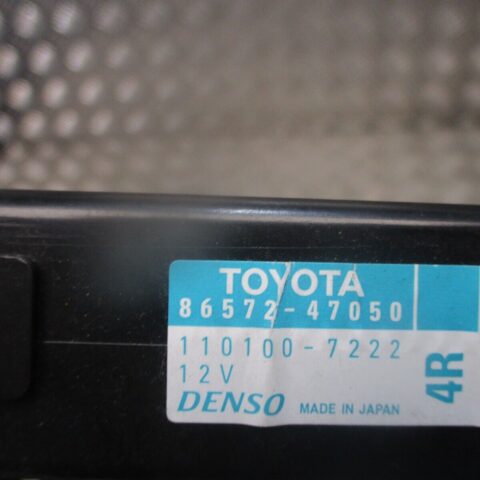 TOYOTA
86572-47050
110100-7222
12V
DENSO MADE IN JAPAN
4R